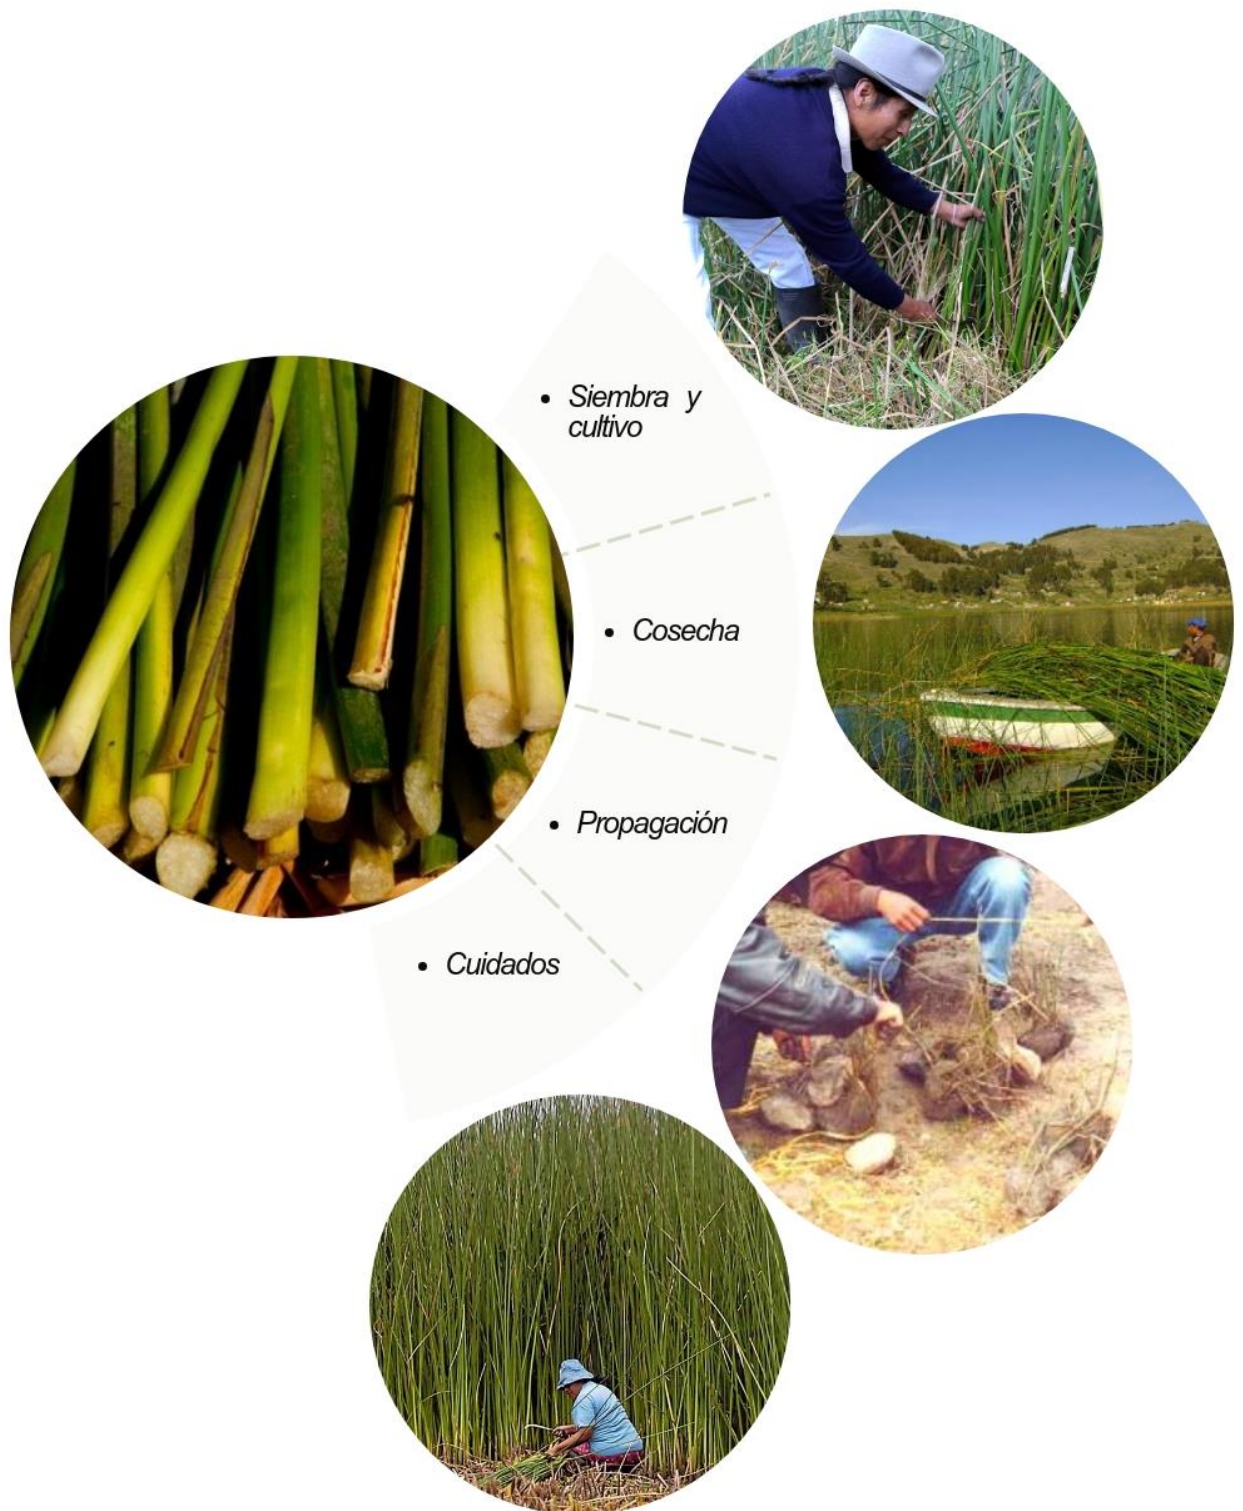 • Siembra y
cultivo
• Cosecha
• Propagación
• Cuidados